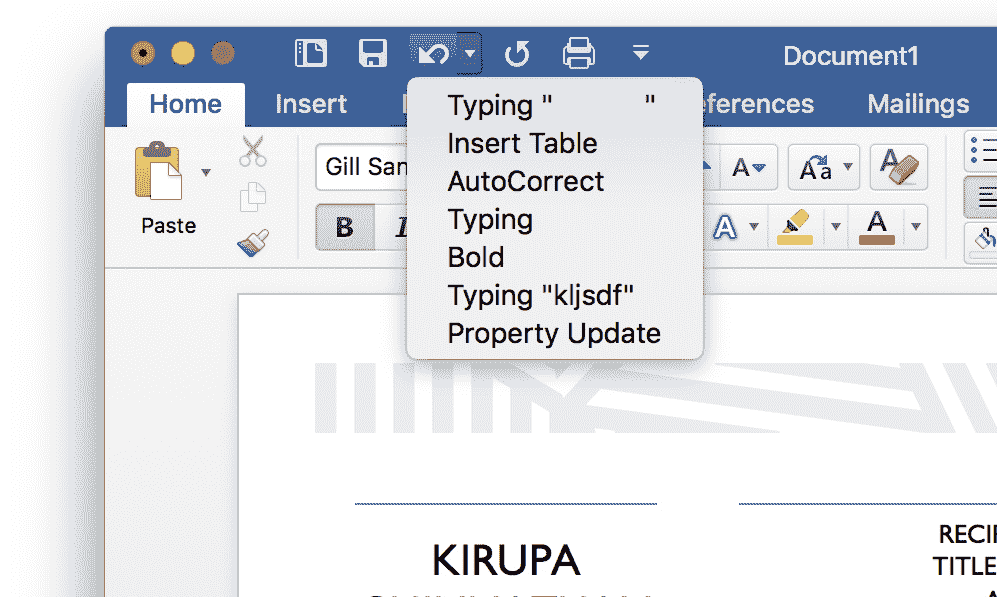 Document1
Home Insert eferences Mailings
Typing "          "
Insert Table
AutoCorrect
Typing
Bold
Typing "kljsdf"
Property Update
Gill San
A Aa A
Paste
B I A A
KIRUPA
RECI
TITLE